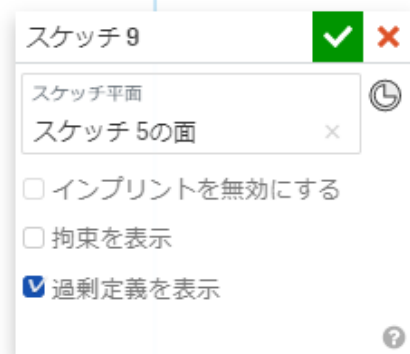 スケッチ 9
スケッチ平面
スケッチ 5の面
インプリントを無効にする
拘束を表示
過剰定義を表示